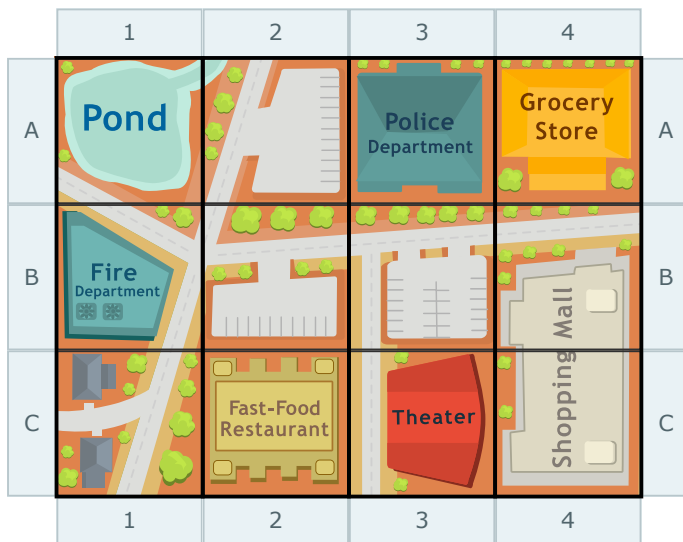 1 2 3 4
A Pond Police Department Grocery Store A
B Fire Department B
Shopping Mall
C Fast-Food Restaurant Theater C
1 2 3 4